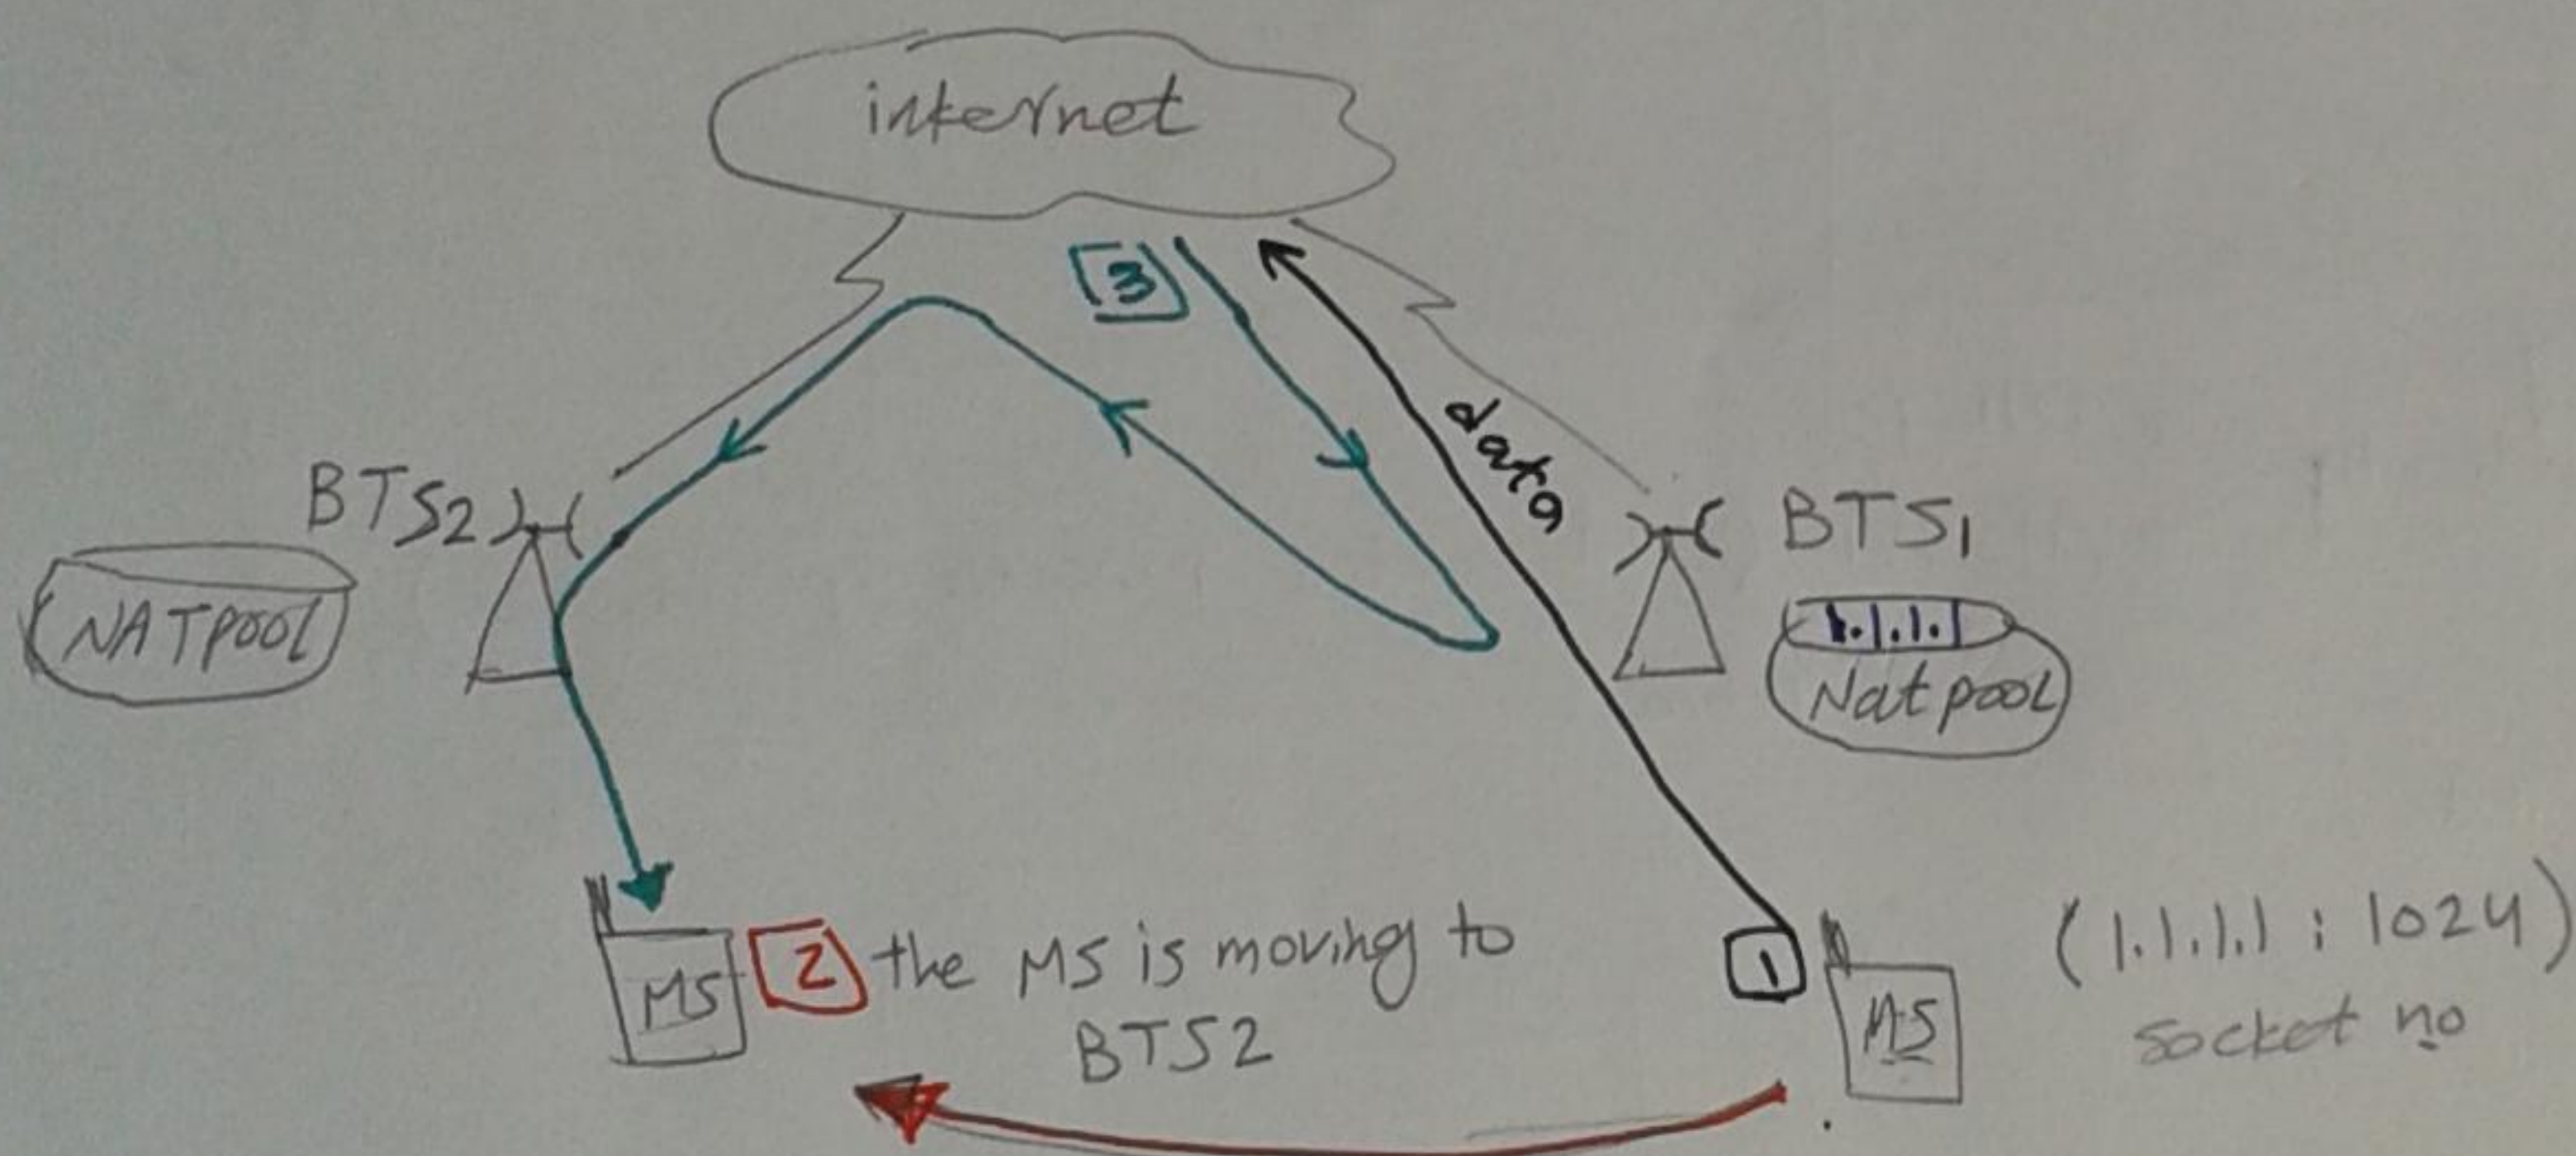 internet
3
data
BTS2
BTS1
NATpool
1.1.1.1
Natpool
2 the MS is moving to
BTS2
MS
1
MS
(1.1.1.1 : 1024)
socket no